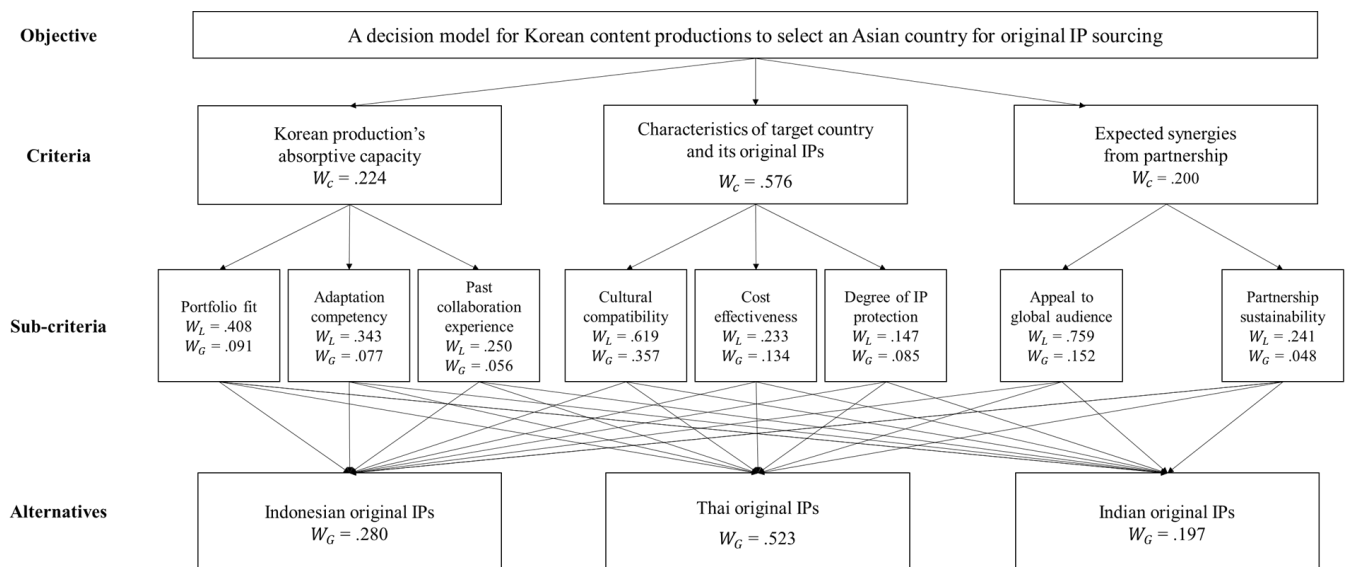 Objective
A decision model for Korean content productions to select an Asian country for original IP sourcing
Criteria
Korean production's
absorptive capacity
W_C = .224
Characteristics of target country
and its original IPs
W_C = .576
Expected synergies
from partnership
W_C = .200
Sub-criteria
Portfolio fit
W_L = .408
W_G = .091
Adaptation
competency
W_L = .343
W_G = .077
Past
collaboration
experience
W_L = .250
W_G = .056
Cultural
compatibility
W_L = .619
W_G = .357
Cost
effectiveness
W_L = .233
W_G = .134
Degree of IP
protection
W_L = .147
W_G = .085
Appeal to
global audience
W_L = .759
W_G = .152
Partnership
sustainability
W_L = .241
W_G = .048
Alternatives
Indonesian original IPs
W_G = .280
Thai original IPs
W_G = .523
Indian original IPs
W_G = .197